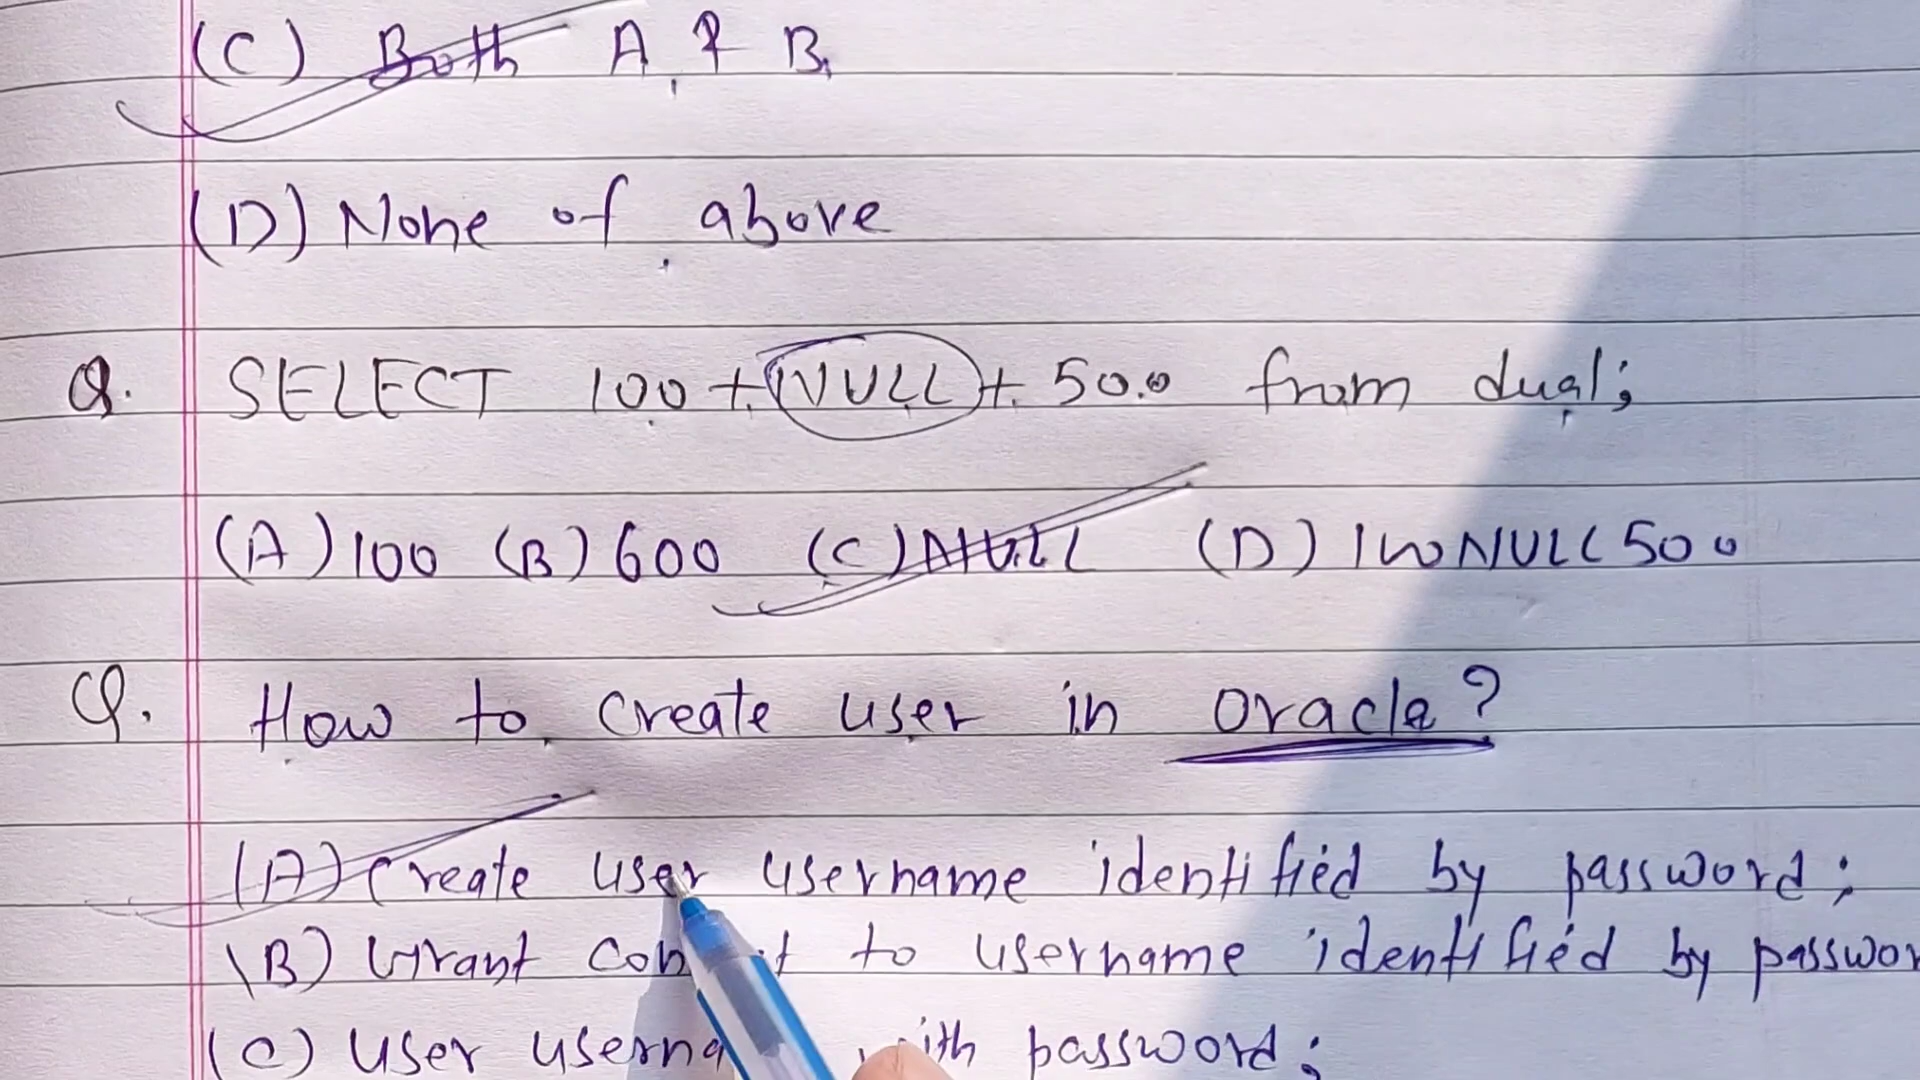 (C) Both A & B
(D) None of above
Q. SELECT 100 + NULL + 500 from dual;
(A) 100 (B) 600 (C) NULL (D) 100NULL500
Q. How to create user in oracle?
(A) Create user username identified by password;
(B) Grant to username identified by passwor
(C) User with password;